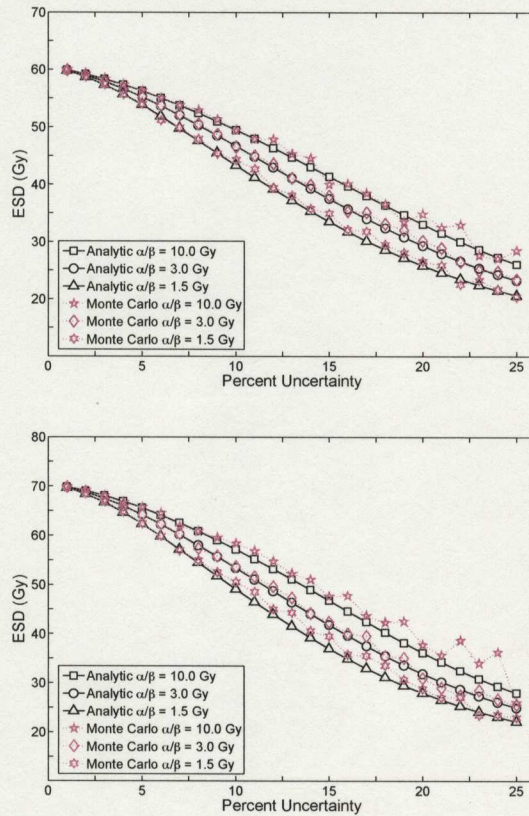 70
60
50
40
30
20
ESD (Gy)
Analytic α/β = 10.0 Gy
Analytic α/β = 3.0 Gy
Analytic α/β = 1.5 Gy
Monte Carlo α/β = 10.0 Gy
Monte Carlo α/β = 3.0 Gy
Monte Carlo α/β = 1.5 Gy
0 5 10 15 20 25
Percent Uncertainty
80
70
60
50
40
30
20
ESD (Gy)
Analytic α/β = 10.0 Gy
Analytic α/β = 3.0 Gy
Analytic α/β = 1.5 Gy
Monte Carlo α/β = 10.0 Gy
Monte Carlo α/β = 3.0 Gy
Monte Carlo α/β = 1.5 Gy
0 5 10 15 20 25
Percent Uncertainty